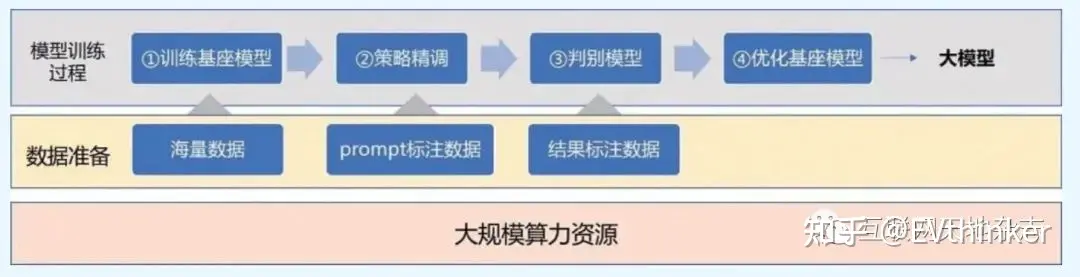 模型训练
过程
①训练基座模型
②策略精调
③判别模型
④优化基座模型
大模型
数据准备
海量数据
prompt标注数据
结果标注数据
大规模算力资源
知乎 @EVthinker